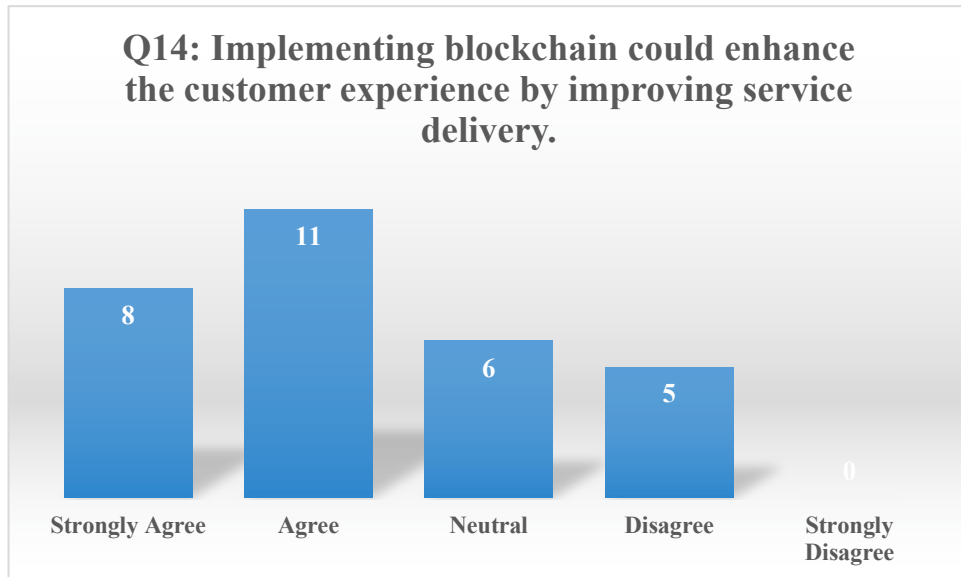 Q14: Implementing blockchain could enhance
the customer experience by improving service
delivery.
8
11
6
5
0
Strongly Agree
Agree
Neutral
Disagree
Strongly
Disagree